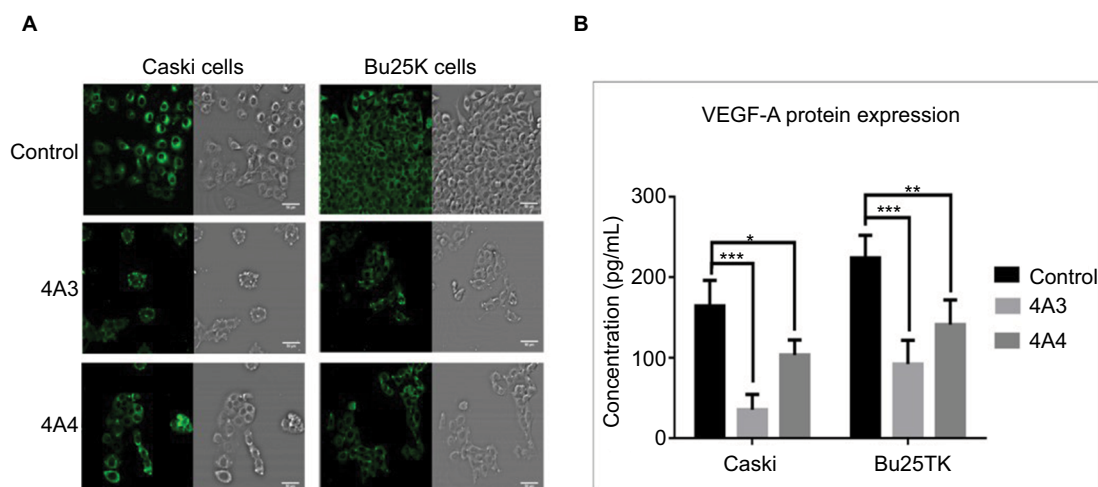 A
B
Caski cells
Bu25K cells
Control
4A3
4A4
VEGF-A protein expression
Concentration (pg/mL)
300
200
100
0
***
*
***
**
Caski
Bu25TK
Control
4A3
4A4